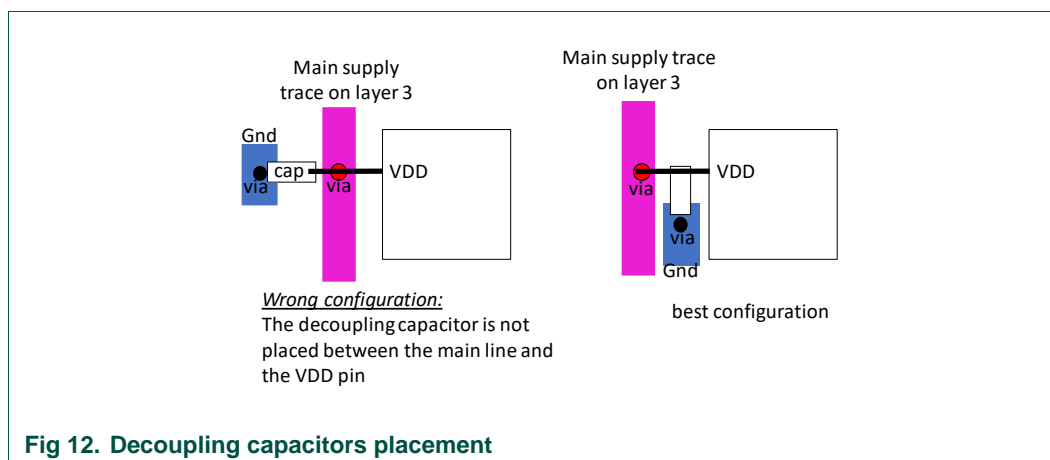 Main supply
trace on layer 3
Gnd
cap
via
via
VDD
Wrong configuration:
The decoupling capacitor is not
placed between the main line and
the VDD pin
Main supply trace
on layer 3
VDD
via
via
Gnd
best configuration
Fig 12. Decoupling capacitors placement